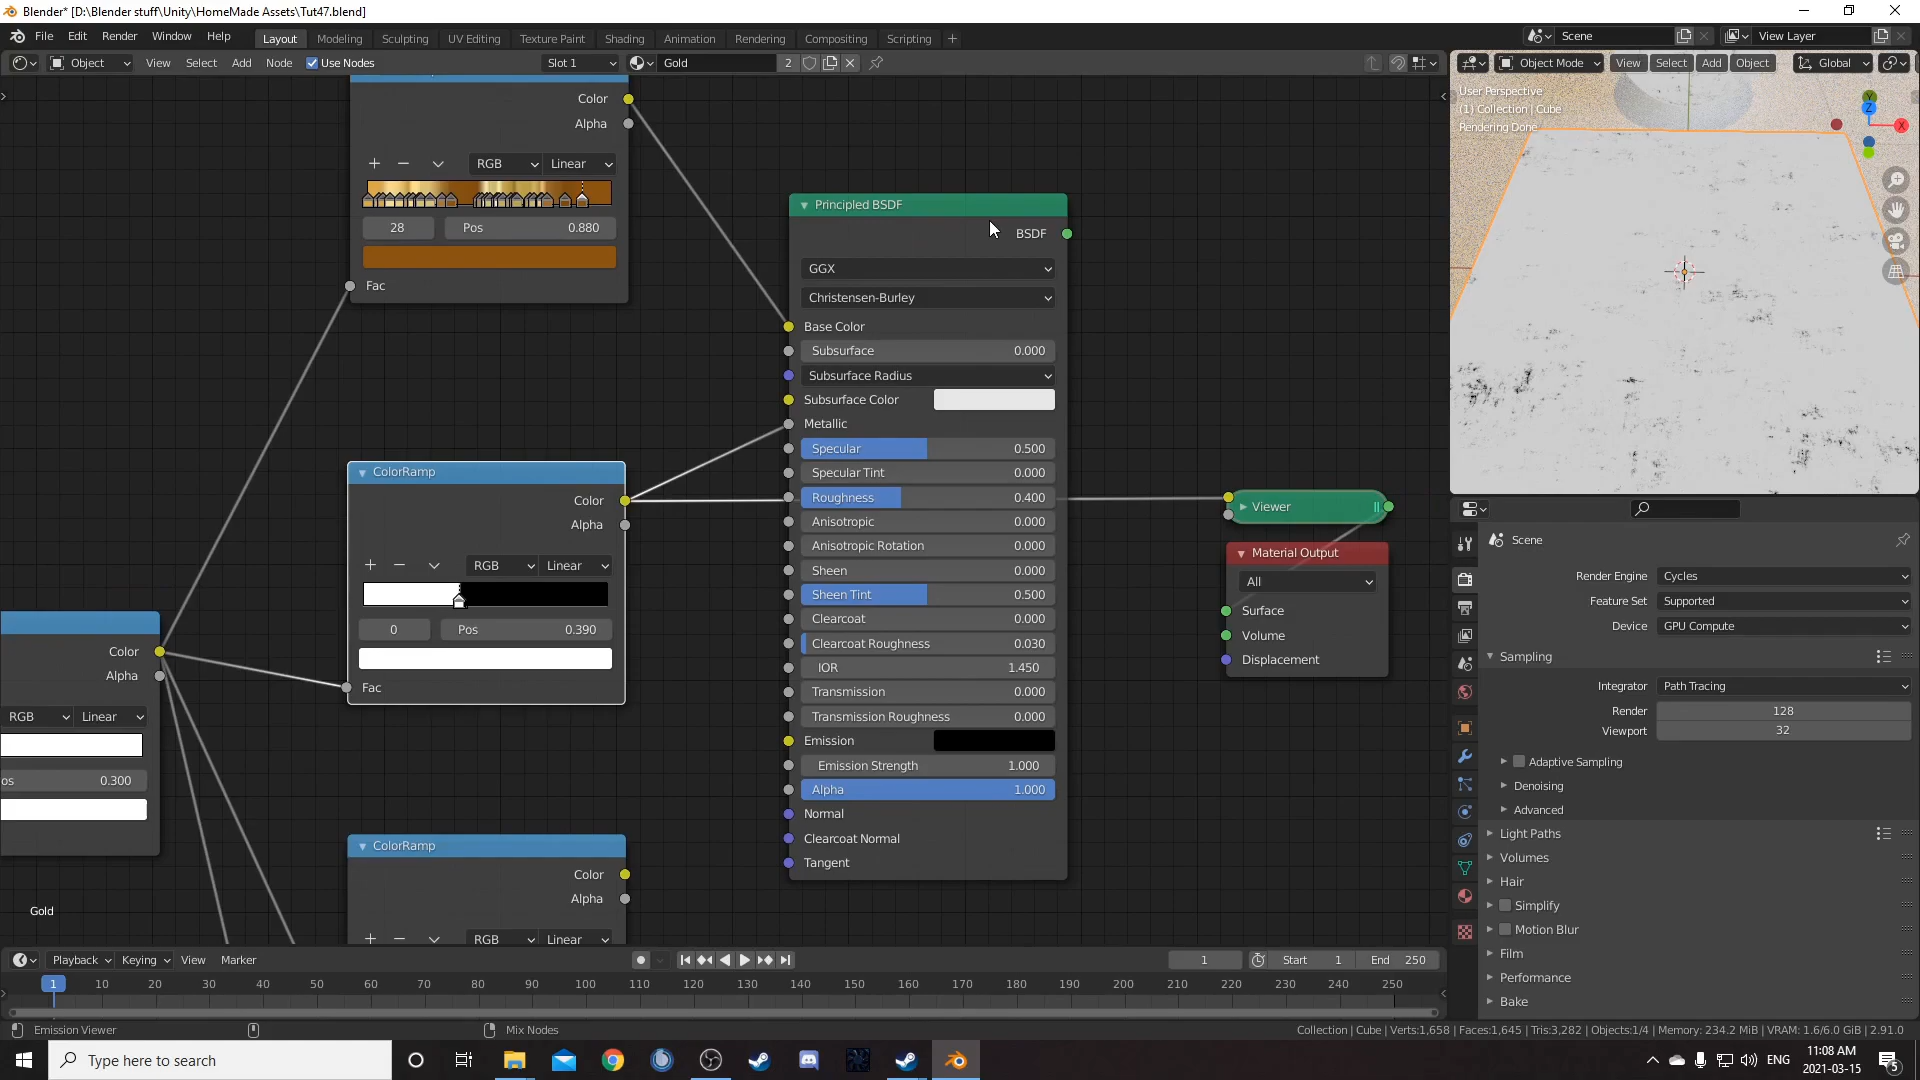 Blender* [D:\Blender stuff\Unity\HomeMade Assets\Tut47.blend]
File Edit Render Window Help Layout Modeling Sculpting UV Editing Texture Paint Shading Animation Rendering Compositing Scripting + Scene View Layer
Object View Select Add Node Use Nodes Slot 1 Gold 2 Object Mode View Select Add Object Global
Color
Alpha
RGB Linear
28 Pos 0.880
Fac
ColorRamp
Color
Alpha
RGB Linear
0 Pos 0.390
Fac
Color
Alpha
RGB Linear
os 0.300
ColorRamp
Color
Alpha
RGB Linear
Gold
Principled BSDF
BSDF
GGX
Christensen-Burley
Base Color
Subsurface 0.000
Subsurface Radius
Subsurface Color
Metallic
Specular 0.500
Specular Tint 0.000
Roughness 0.400
Anisotropic 0.000
Anisotropic Rotation 0.000
Sheen 0.000
Sheen Tint 0.500
Clearcoat 0.000
Clearcoat Roughness 0.030
IOR 1.450
Transmission 0.000
Transmission Roughness 0.000
Emission
Emission Strength 1.000
Alpha 1.000
Normal
Clearcoat Normal
Tangent
Viewer
Material Output
All
Surface
Volume
Displacement
User Perspective
(1) Collection | Cube
Rendering Done
Y
Z
X
Scene
Render Engine Cycles
Feature Set Supported
Device GPU Compute
Sampling
Integrator Path Tracing
Render 128
Viewport 32
Adaptive Sampling
Denoising
Advanced
Light Paths
Volumes
Hair
Simplify
Motion Blur
Film
Performance
Bake
Playback Keying View Marker 1 Start 1 End 250
1 10 20 30 40 50 60 70 80 90 100 110 120 130 140 150 160 170 180 190 200 210 220 230 240 250
Emission Viewer Mix Nodes Collection | Cube | Verts:1,658 | Faces:1,645 | Tris:3,282 | Objects:1/4 | Memory: 234.2 MiB | VRAM: 1.6/6.0 GiB | 2.91.0
Type here to search ENG 11:08 AM
2021-03-15
5